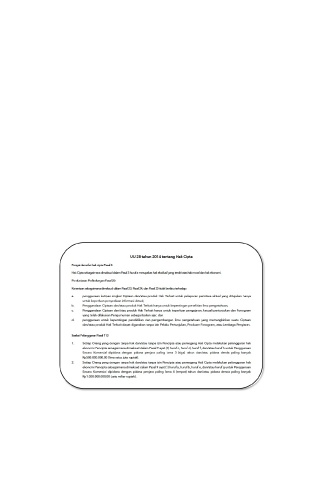 UU 28 tahun 2014 tentang Hak Cipta
Fungsi dan sifat hak cipta Pasal 4
Hak Cipta sebagaimana dimaksud dalam Pasal 3 huruf a merupakan hak eksklusif yang terdiri atas hak moral dan hak ekonomi.
Pembatasan Pelindungan Pasal 26
Ketentuan sebagaimana dimaksud dalam Pasal 23, Pasal 24, dan Pasal 25 tidak berlaku terhadap:
a. penggunaan kutipan singkat Ciptaan dan/atau produk Hak Terkait untuk pelaporan peristiwa aktual yang ditujukan hanya
untuk keperluan penyediaan informasi aktual;
b. Penggandaan Ciptaan dan/atau produk Hak Terkait hanya untuk kepentingan penelitian ilmu pengetahuan;
c. Penggandaan Ciptaan dan/atau produk Hak Terkait hanya untuk keperluan pengajaran, kecuali pertunjukan dan Fonogram
yang telah dilakukan Pengumuman sebagai bahan ajar; dan
d. penggunaan untuk kepentingan pendidikan dan pengembangan ilmu pengetahuan yang memungkinkan suatu Ciptaan
dan/atau produk Hak Terkait dapat digunakan tanpa izin Pelaku Pertunjukan, Produser Fonogram, atau Lembaga Penyiaran.
Sanksi Pelanggaran Pasal 113
1. Setiap Orang yang dengan tanpa hak dan/atau tanpa izin Pencipta atau pemegang Hak Cipta melakukan pelanggaran hak
ekonomi Pencipta sebagaimana dimaksud dalam Pasal 9 ayat (1) huruf c, huruf d, huruf f, dan/atau huruf h untuk Penggunaan
Secara Komersial dipidana dengan pidana penjara paling lama 3 (tiga) tahun dan/atau pidana denda paling banyak
Rp500.000.000,00 (lima ratus juta rupiah).
2. Setiap Orang yang dengan tanpa hak dan/atau tanpa izin Pencipta atau pemegang Hak Cipta melakukan pelanggaran hak
ekonomi Pencipta sebagaimana dimaksud dalam Pasal 9 ayat (1) huruf a, huruf b, huruf e, dan/atau huruf g untuk Penggunaan
Secara Komersial dipidana dengan pidana penjara paling lama 4 (empat) tahun dan/atau pidana denda paling banyak
Rp1.000.000.000,00 (satu miliar rupiah).